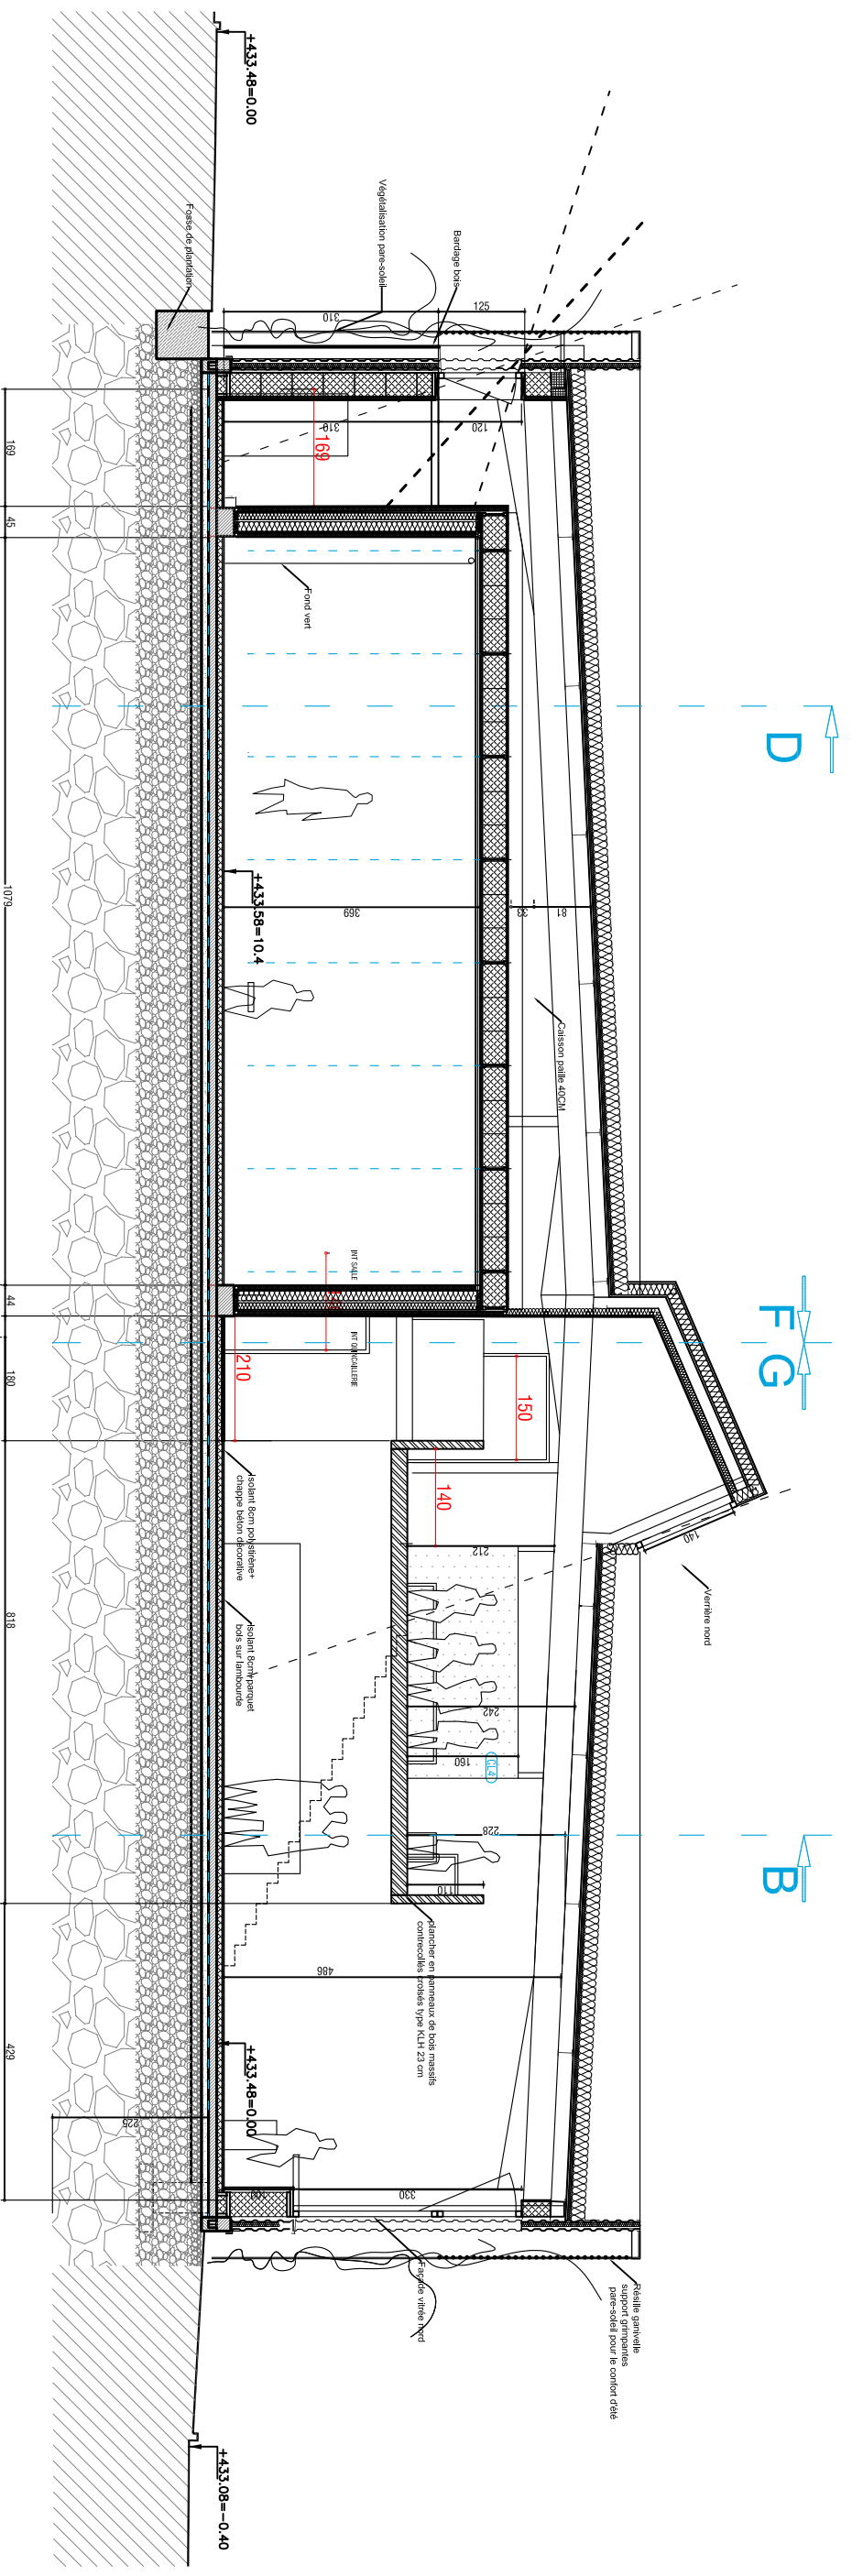 +433.48=0.00
Fosse de plantation
Végétalisation pare-soleil
Bardage bois
125
310
310
120
169
169
45
Fond vert
D
+433.58=10.4
369
33
81
Caisson paille 40CM
1079
INT SALLE
INT QUINCAILLERIE
F G
44
180
210
150
140
140
Verrière nord
212
242
160
CL4
228
110
Isolant 8cm polystirène+
chappe béton décorative
Isolant 8cm+parquet
bois sur lambourde
818
B
plancher en panneaux de bois massifs
contrecollés croisés type KLH 23 cm
486
429
+433.48=0.00
225
330
Façade vitrée nord
Résille ganivelle
support grimpantes
pare-soleil pour le confort d'été
+433.08=-0.40